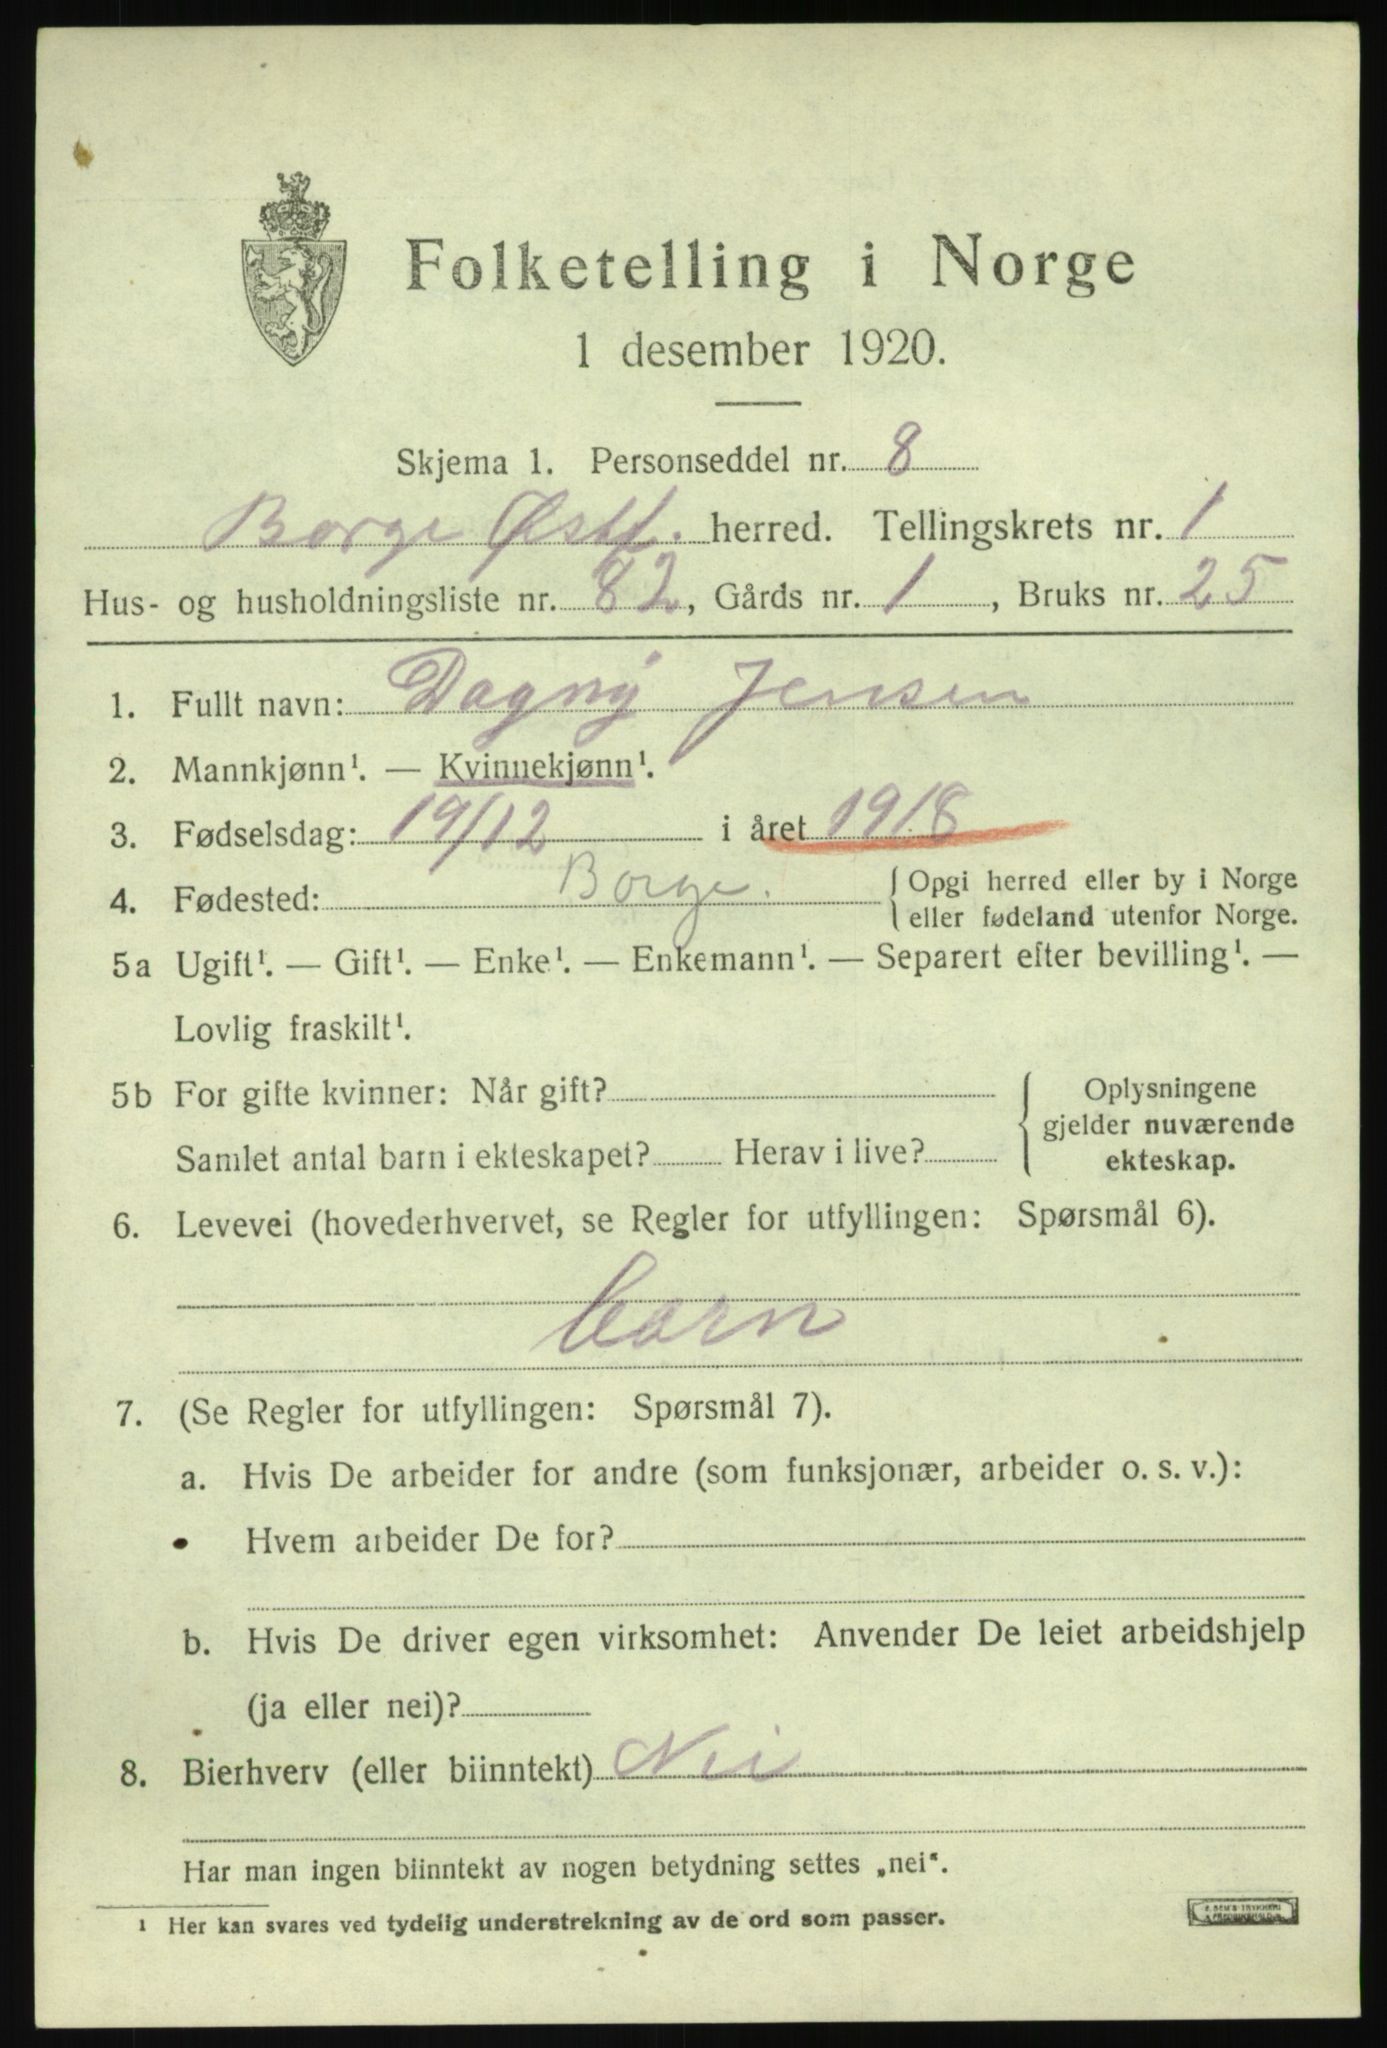 Folketelling i Norge
1 desember 1920.
Skjema 1. Personseddel nr. 8
Borge Østf. herred. Tellingskrets nr. 1
Hus- og husholdningsliste nr. 82, Gårds nr. 1, Bruks nr. 25
1. Fullt navn: Dagny Jensen
2. Mannkjønn¹. — Kvinnekjønn¹.
3. Fødselsdag: 19/12 i året 1918
4. Fødested: Borge. { Opgi herred eller by i Norge
eller fødeland utenfor Norge.
5a Ugift¹. — Gift¹. — Enke¹. — Enkemann¹. — Separert efter bevilling¹. —
Lovlig fraskilt¹.
5b For gifte kvinner: Når gift? { Oplysningene
gjelder nuværende
Samlet antal barn i ekteskapet? Herav i live? ekteskap.
6. Levevei (hovederhvervet, se Regler for utfyllingen: Spørsmål 6).
barn
7. (Se Regler for utfyllingen: Spørsmål 7).
a. Hvis De arbeider for andre (som funksjonær, arbeider o. s. v.):
Hvem arbeider De for?
b. Hvis De driver egen virksomhet: Anvender De leiet arbeidshjelp
(ja eller nei)?
8. Bierhverv (eller biinntekt) Nei
Har man ingen biinntekt av nogen betydning settes „nei“.
¹ Her kan svares ved tydelig understrekning av de ord som passer.